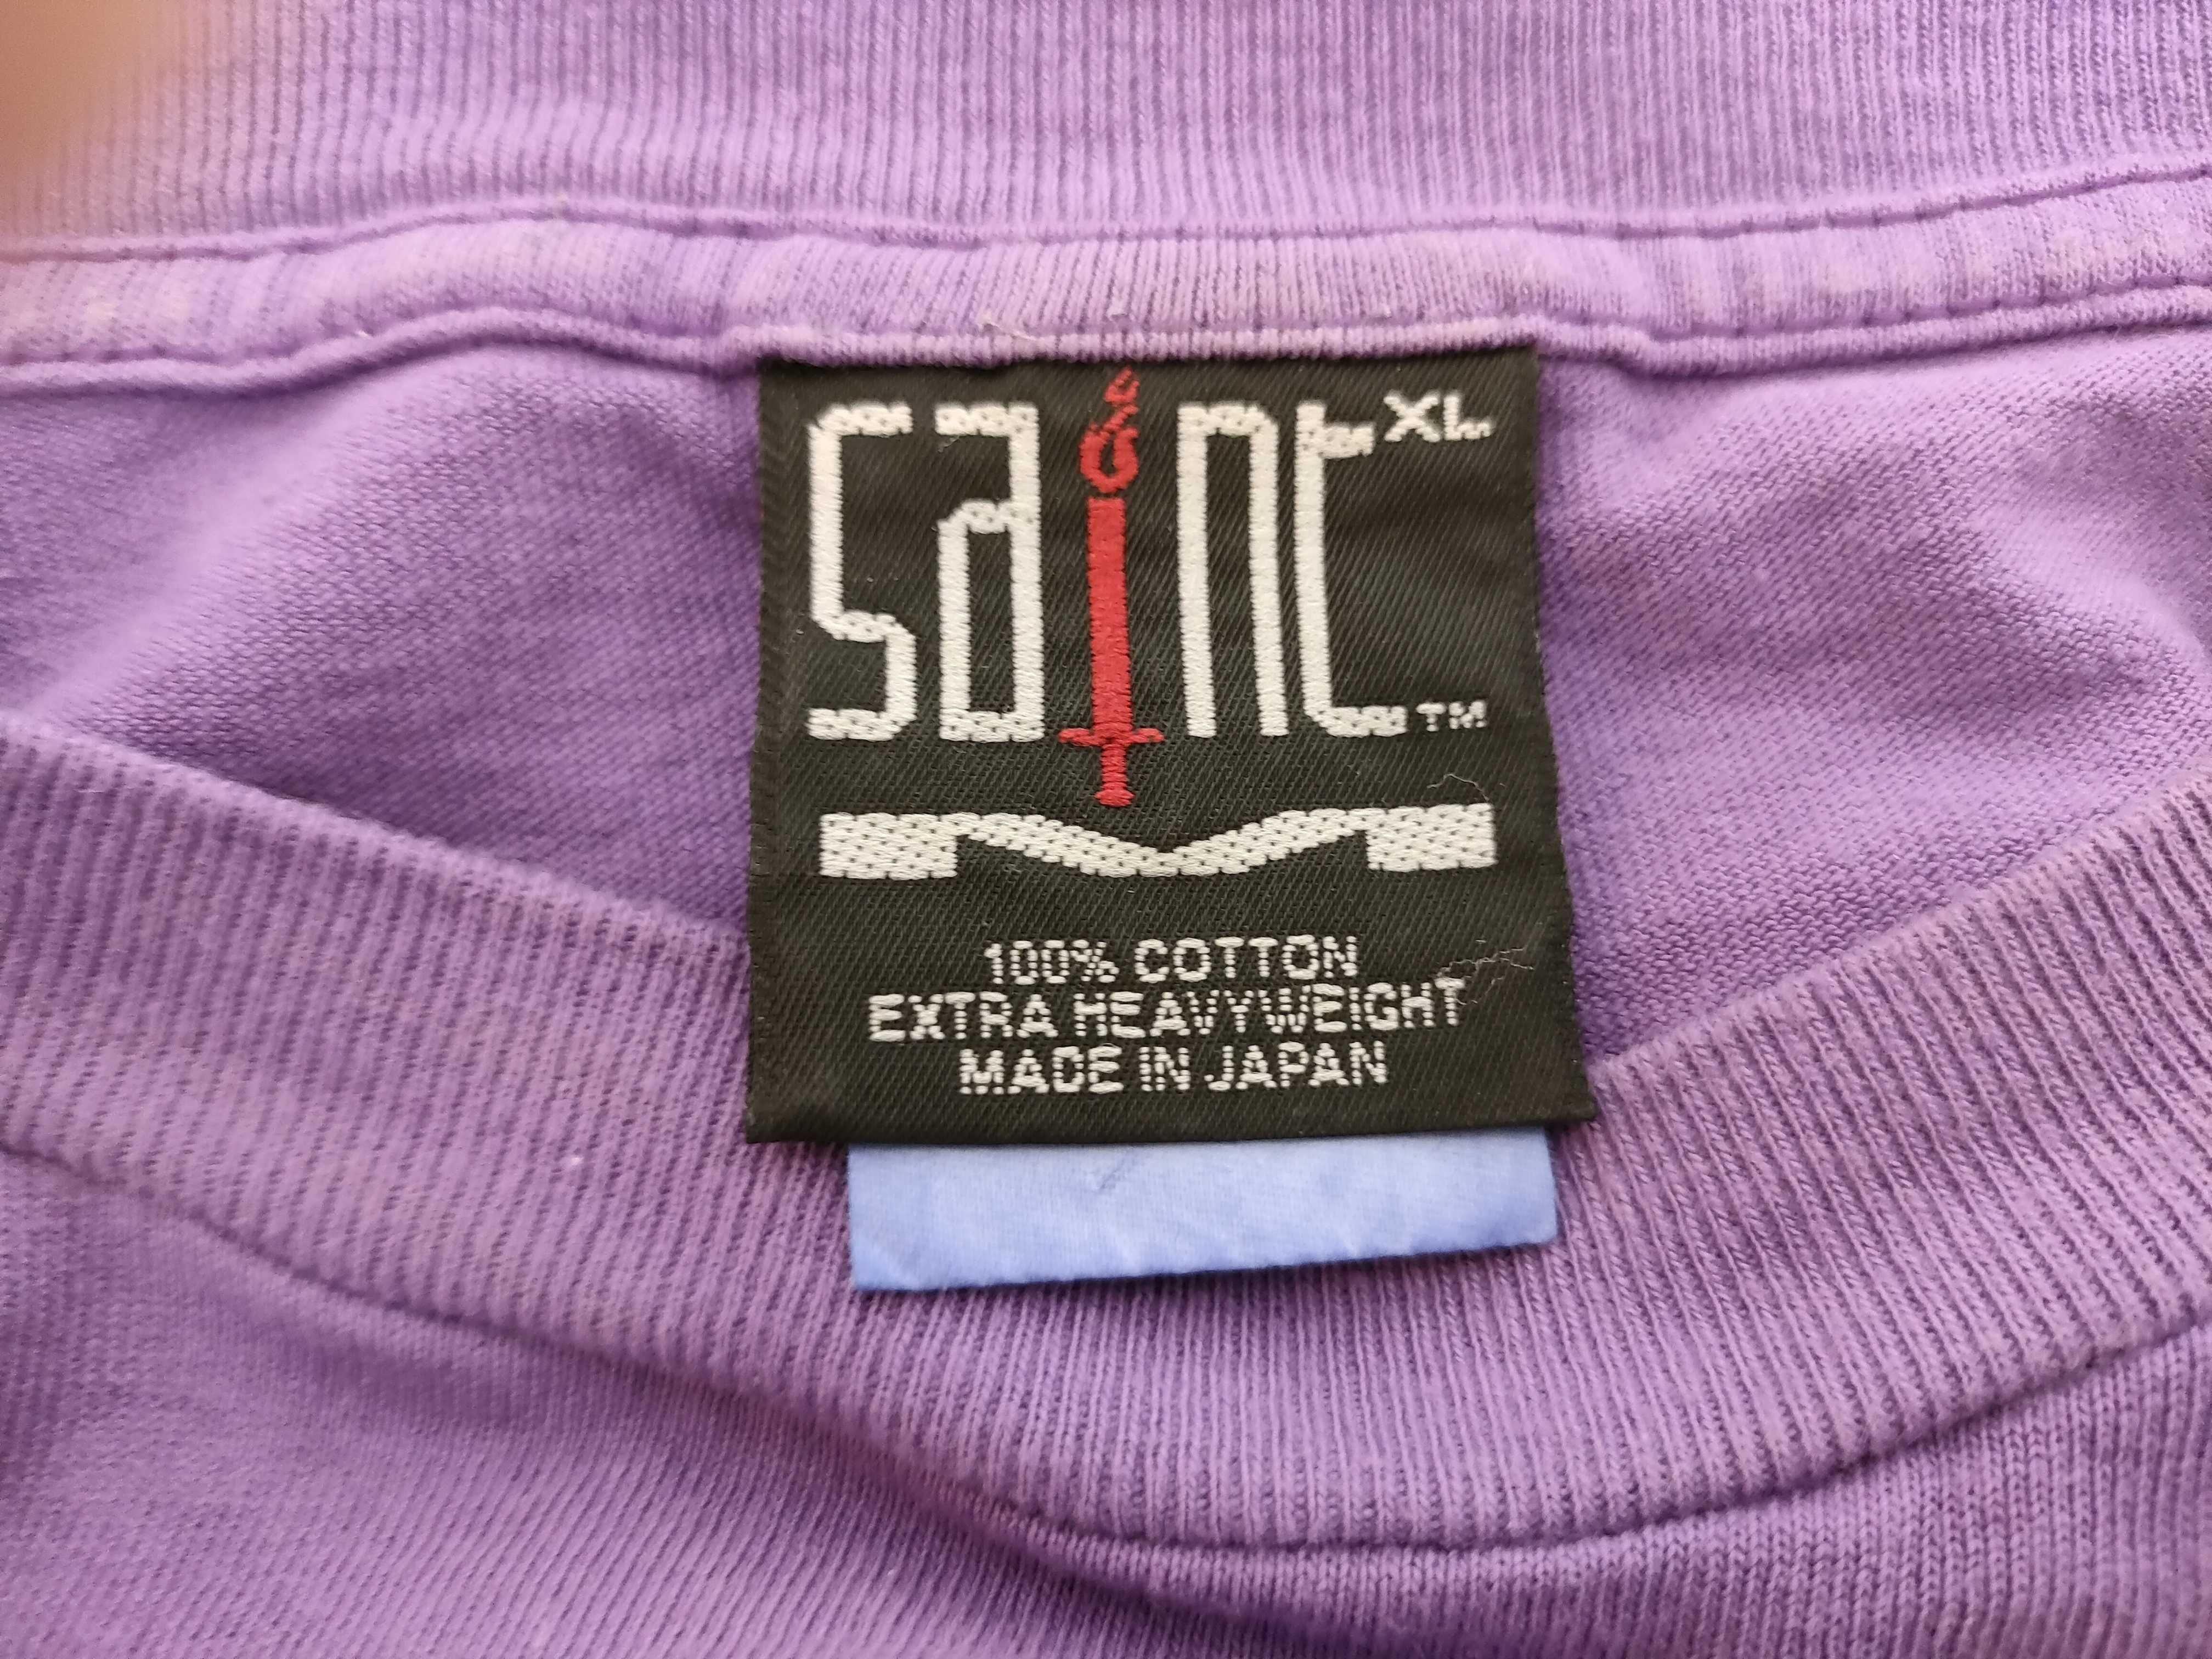 saint XL
TM
M
100% COTTON
EXTRA HEAVYWEIGHT
MADE IN JAPAN